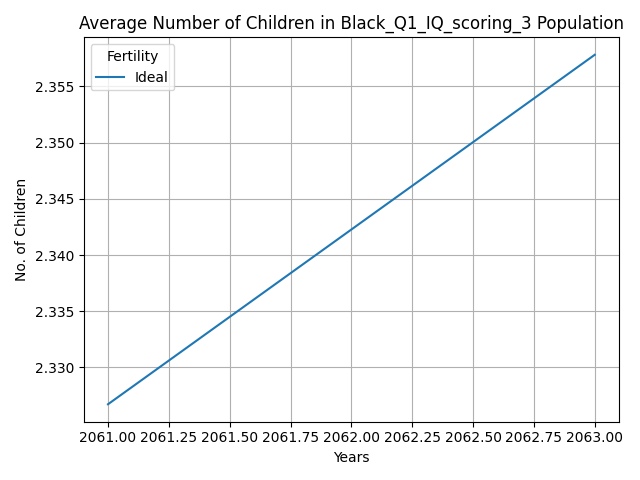 Average Number of Children in Black_Q1_IQ_scoring_3 Population
Fertility
Ideal
2.355
2.350
2.345
2.340
2.335
2.330
No. of Children
2061.00 2061.25 2061.50 2061.75 2062.00 2062.25 2062.50 2062.75 2063.00
Years